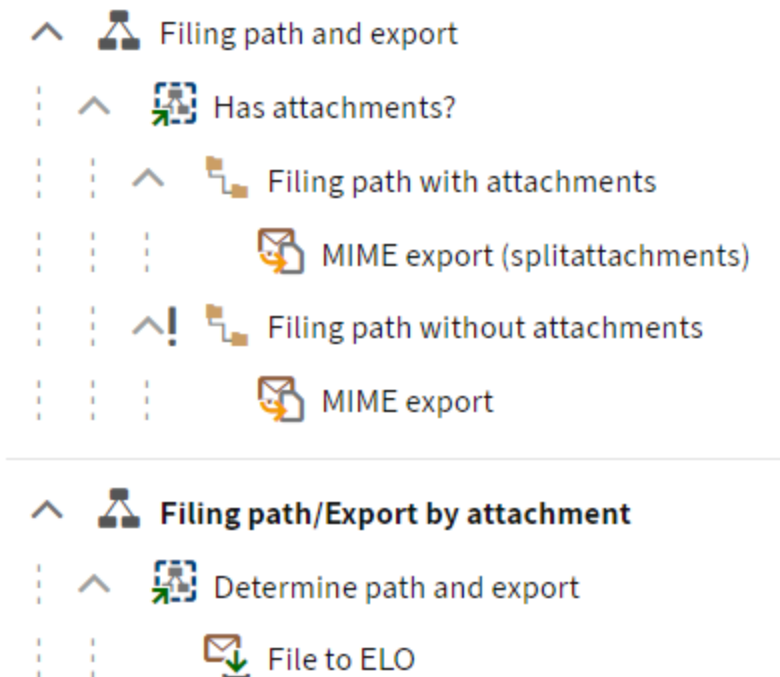 Filing path and export
Has attachments?
Filing path with attachments
MIME export (splitattachments)
Filing path without attachments
MIME export
Filing path/Export by attachment
Determine path and export
File to ELO